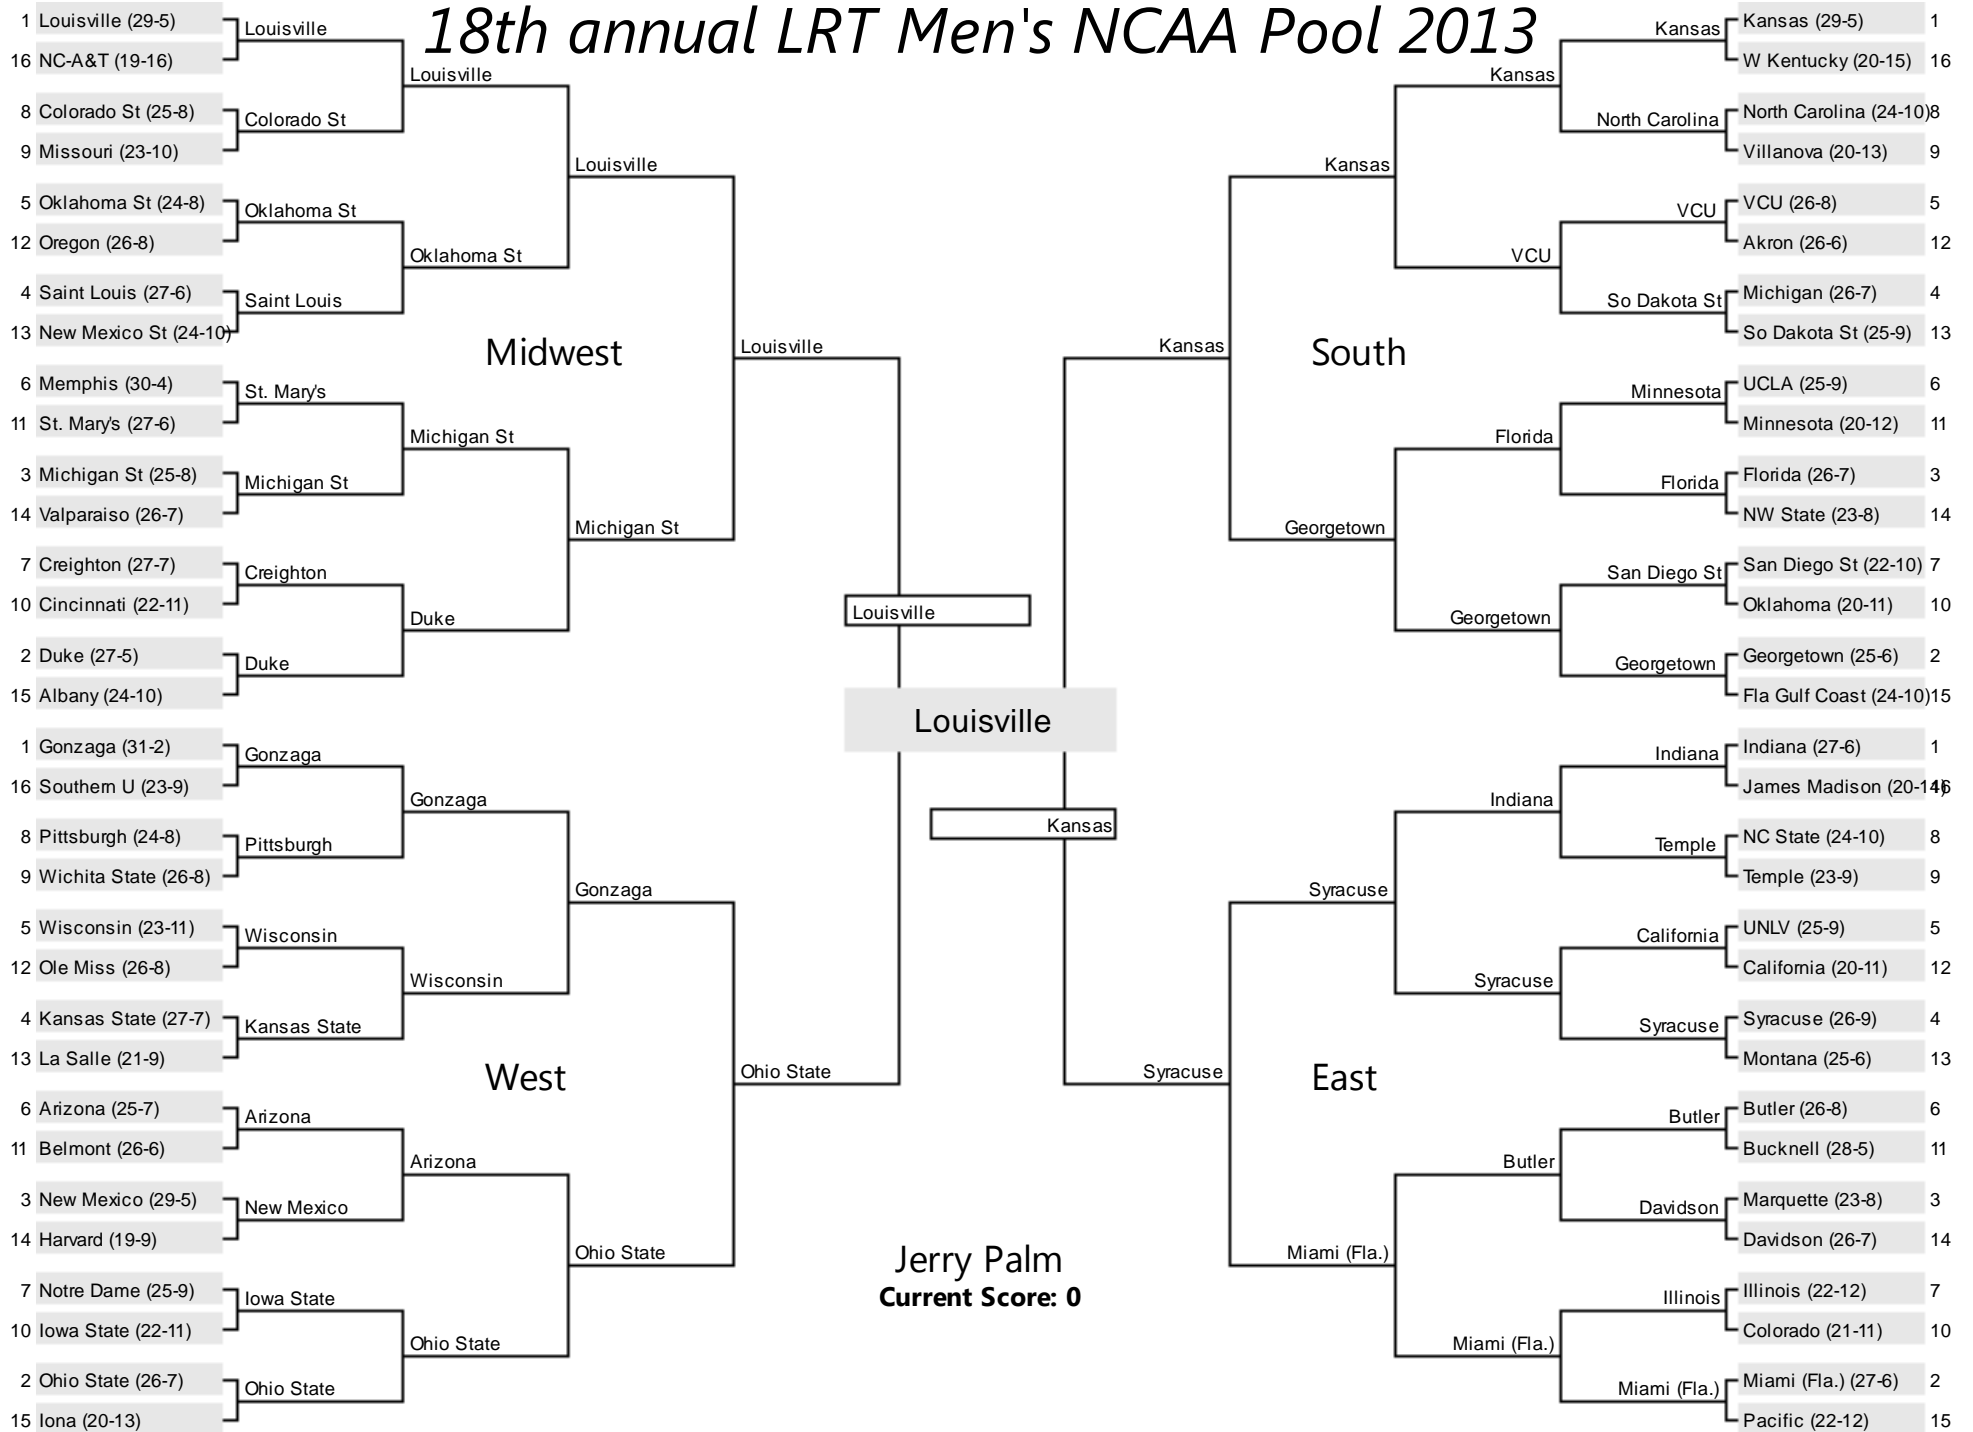 18th annual LRT Men's NCAA Pool 2013
1 Louisville (29-5)
16 NC-A&T (19-16)
8 Colorado St (25-8)
9 Missouri (23-10)
5 Oklahoma St (24-8)
12 Oregon (26-8)
4 Saint Louis (27-6)
13 New Mexico St (24-10)
6 Memphis (30-4)
11 St. Mary's (27-6)
3 Michigan St (25-8)
14 Valparaiso (26-7)
7 Creighton (27-7)
10 Cincinnati (22-11)
2 Duke (27-5)
15 Albany (24-10)
Louisville
Colorado St
Oklahoma St
Saint Louis
St. Mary's
Michigan St
Creighton
Duke
Louisville
Oklahoma St
Michigan St
Duke
Louisville
Michigan St
Midwest
Louisville
1 Gonzaga (31-2)
16 Southern U (23-9)
8 Pittsburgh (24-8)
9 Wichita State (26-8)
5 Wisconsin (23-11)
12 Ole Miss (26-8)
4 Kansas State (27-7)
13 La Salle (21-9)
6 Arizona (25-7)
11 Belmont (26-6)
3 New Mexico (29-5)
14 Harvard (19-9)
7 Notre Dame (25-9)
10 Iowa State (22-11)
2 Ohio State (26-7)
15 Iona (20-13)
Gonzaga
Pittsburgh
Wisconsin
Kansas State
Arizona
New Mexico
Iowa State
Ohio State
Gonzaga
Wisconsin
Arizona
Ohio State
Gonzaga
Ohio State
West
Ohio State
Louisville
Louisville
Kansas
Jerry Palm
Current Score: 0
Kansas (29-5) 1
W Kentucky (20-15) 16
North Carolina (24-10) 8
Villanova (20-13) 9
VCU (26-8) 5
Akron (26-6) 12
Michigan (26-7) 4
So Dakota St (25-9) 13
UCLA (25-9) 6
Minnesota (20-12) 11
Florida (26-7) 3
NW State (23-8) 14
San Diego St (22-10) 7
Oklahoma (20-11) 10
Georgetown (25-6) 2
Fla Gulf Coast (24-10) 15
Kansas
North Carolina
VCU
So Dakota St
Minnesota
Florida
San Diego St
Georgetown
Kansas
VCU
Florida
Georgetown
Kansas
Georgetown
South
Kansas
Indiana (27-6) 1
James Madison (20-14) 16
NC State (24-10) 8
Temple (23-9) 9
UNLV (25-9) 5
California (20-11) 12
Syracuse (26-9) 4
Montana (25-6) 13
Butler (26-8) 6
Bucknell (28-5) 11
Marquette (23-8) 3
Davidson (26-7) 14
Illinois (22-12) 7
Colorado (21-11) 10
Miami (Fla.) (27-6) 2
Pacific (22-12) 15
Indiana
Temple
California
Syracuse
Butler
Davidson
Illinois
Miami (Fla.)
Indiana
Syracuse
Butler
Miami (Fla.)
Syracuse
Miami (Fla.)
East
Syracuse